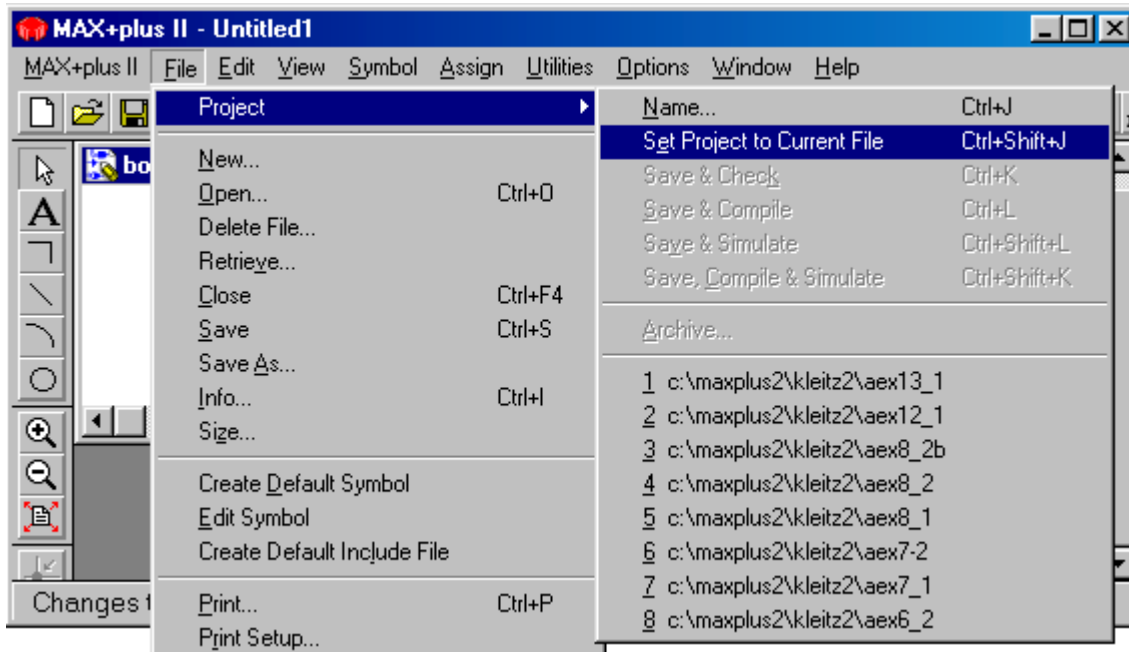 MAX+plus II - Untitled1
MAX+plus II File Edit View Symbol Assign Utilities Options Window Help
Project
New...
Open... Ctrl+O
Delete File...
Retrieve...
Close Ctrl+F4
Save Ctrl+S
Save As...
Info... Ctrl+I
Size...
Create Default Symbol
Edit Symbol
Create Default Include File
Print... Ctrl+P
Print Setup...
Name... Ctrl+J
Set Project to Current File Ctrl+Shift+J
Save & Check Ctrl+K
Save & Compile Ctrl+L
Save & Simulate Ctrl+Shift+L
Save, Compile & Simulate Ctrl+Shift+K
Archive...
1 c:\maxplus2\kleitz2\aex13_1
2 c:\maxplus2\kleitz2\aex12_1
3 c:\maxplus2\kleitz2\aex8_2b
4 c:\maxplus2\kleitz2\aex8_2
5 c:\maxplus2\kleitz2\aex8_1
6 c:\maxplus2\kleitz2\aex7-2
7 c:\maxplus2\kleitz2\aex7_1
8 c:\maxplus2\kleitz2\aex6_2
bo
A
Changes